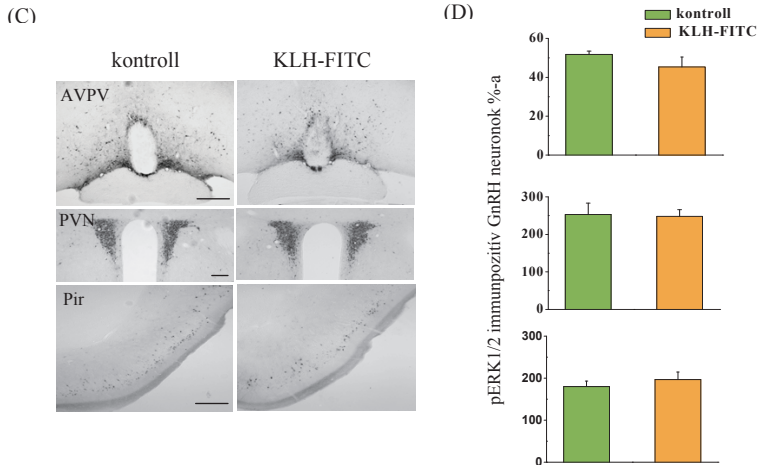 (C)
kontroll
KLH-FITC
AVPV
PVN
Pir
(D)
kontroll
KLH-FITC
pERK1/2 immunpozitiv GnRH neuronok %-a
60
40
20
0
300
200
100
0
300
200
100
0